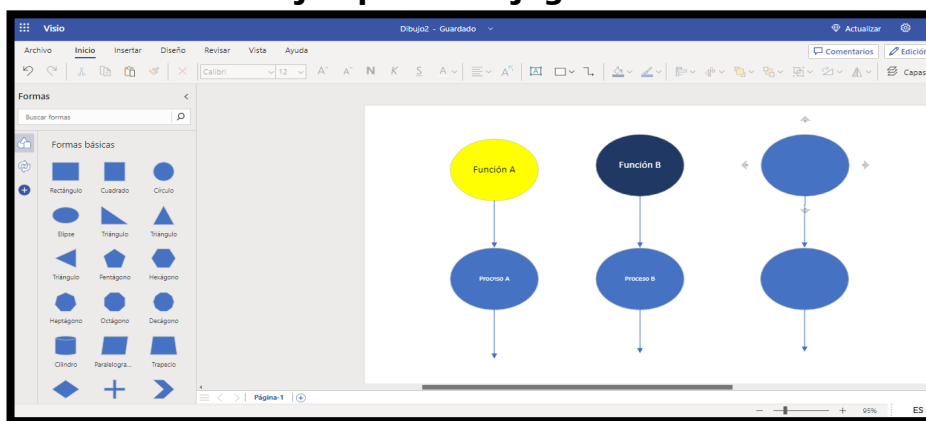 Visio
Dibujo2 - Guardado
Actualizar
Archivo Inicio Insertar Diseño Revisar Vista Ayuda
Comentarios Edición
Calibri 12 N K S A Capas
Formas
Buscar formas
Formas básicas
Rectángulo Cuadrado Círculo
Elipse Triángulo Triángulo
Triángulo Pentágono Hexágono
Heptágono Octágono Decágono
Cilindro Paralelogra... Trapecio
Función A Función B
Proceso A Proceso B
Página-1
95% ES